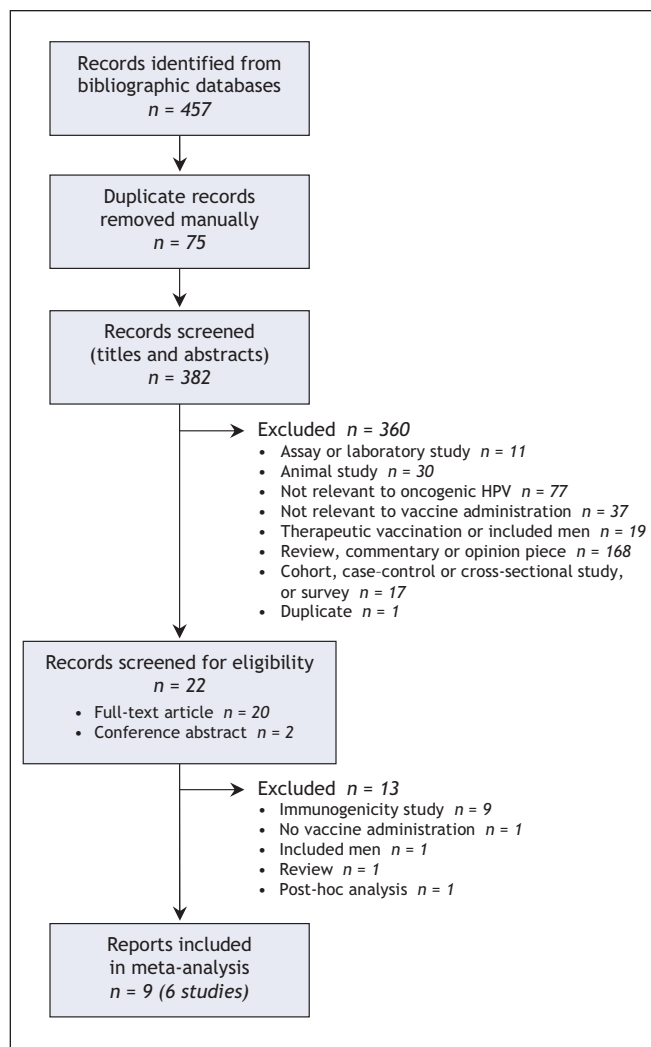 Records identified from
bibliographic databases
n = 457
Duplicate records
removed manually
n = 75
Records screened
(titles and abstracts)
n = 382
Excluded n = 360
• Assay or laboratory study n = 11
• Animal study n = 30
• Not relevant to oncogenic HPV n = 77
• Not relevant to vaccine administration n = 37
• Therapeutic vaccination or included men n = 19
• Review, commentary or opinion piece n = 168
• Cohort, case-control or cross-sectional study,
or survey n = 17
• Duplicate n = 1
Records screened for eligibility
n = 22
• Full-text article n = 20
• Conference abstract n = 2
Excluded n = 13
• Immunogenicity study n = 9
• No vaccine administration n = 1
• Included men n = 1
• Review n = 1
• Post-hoc analysis n = 1
Reports included
in meta-analysis
n = 9 (6 studies)